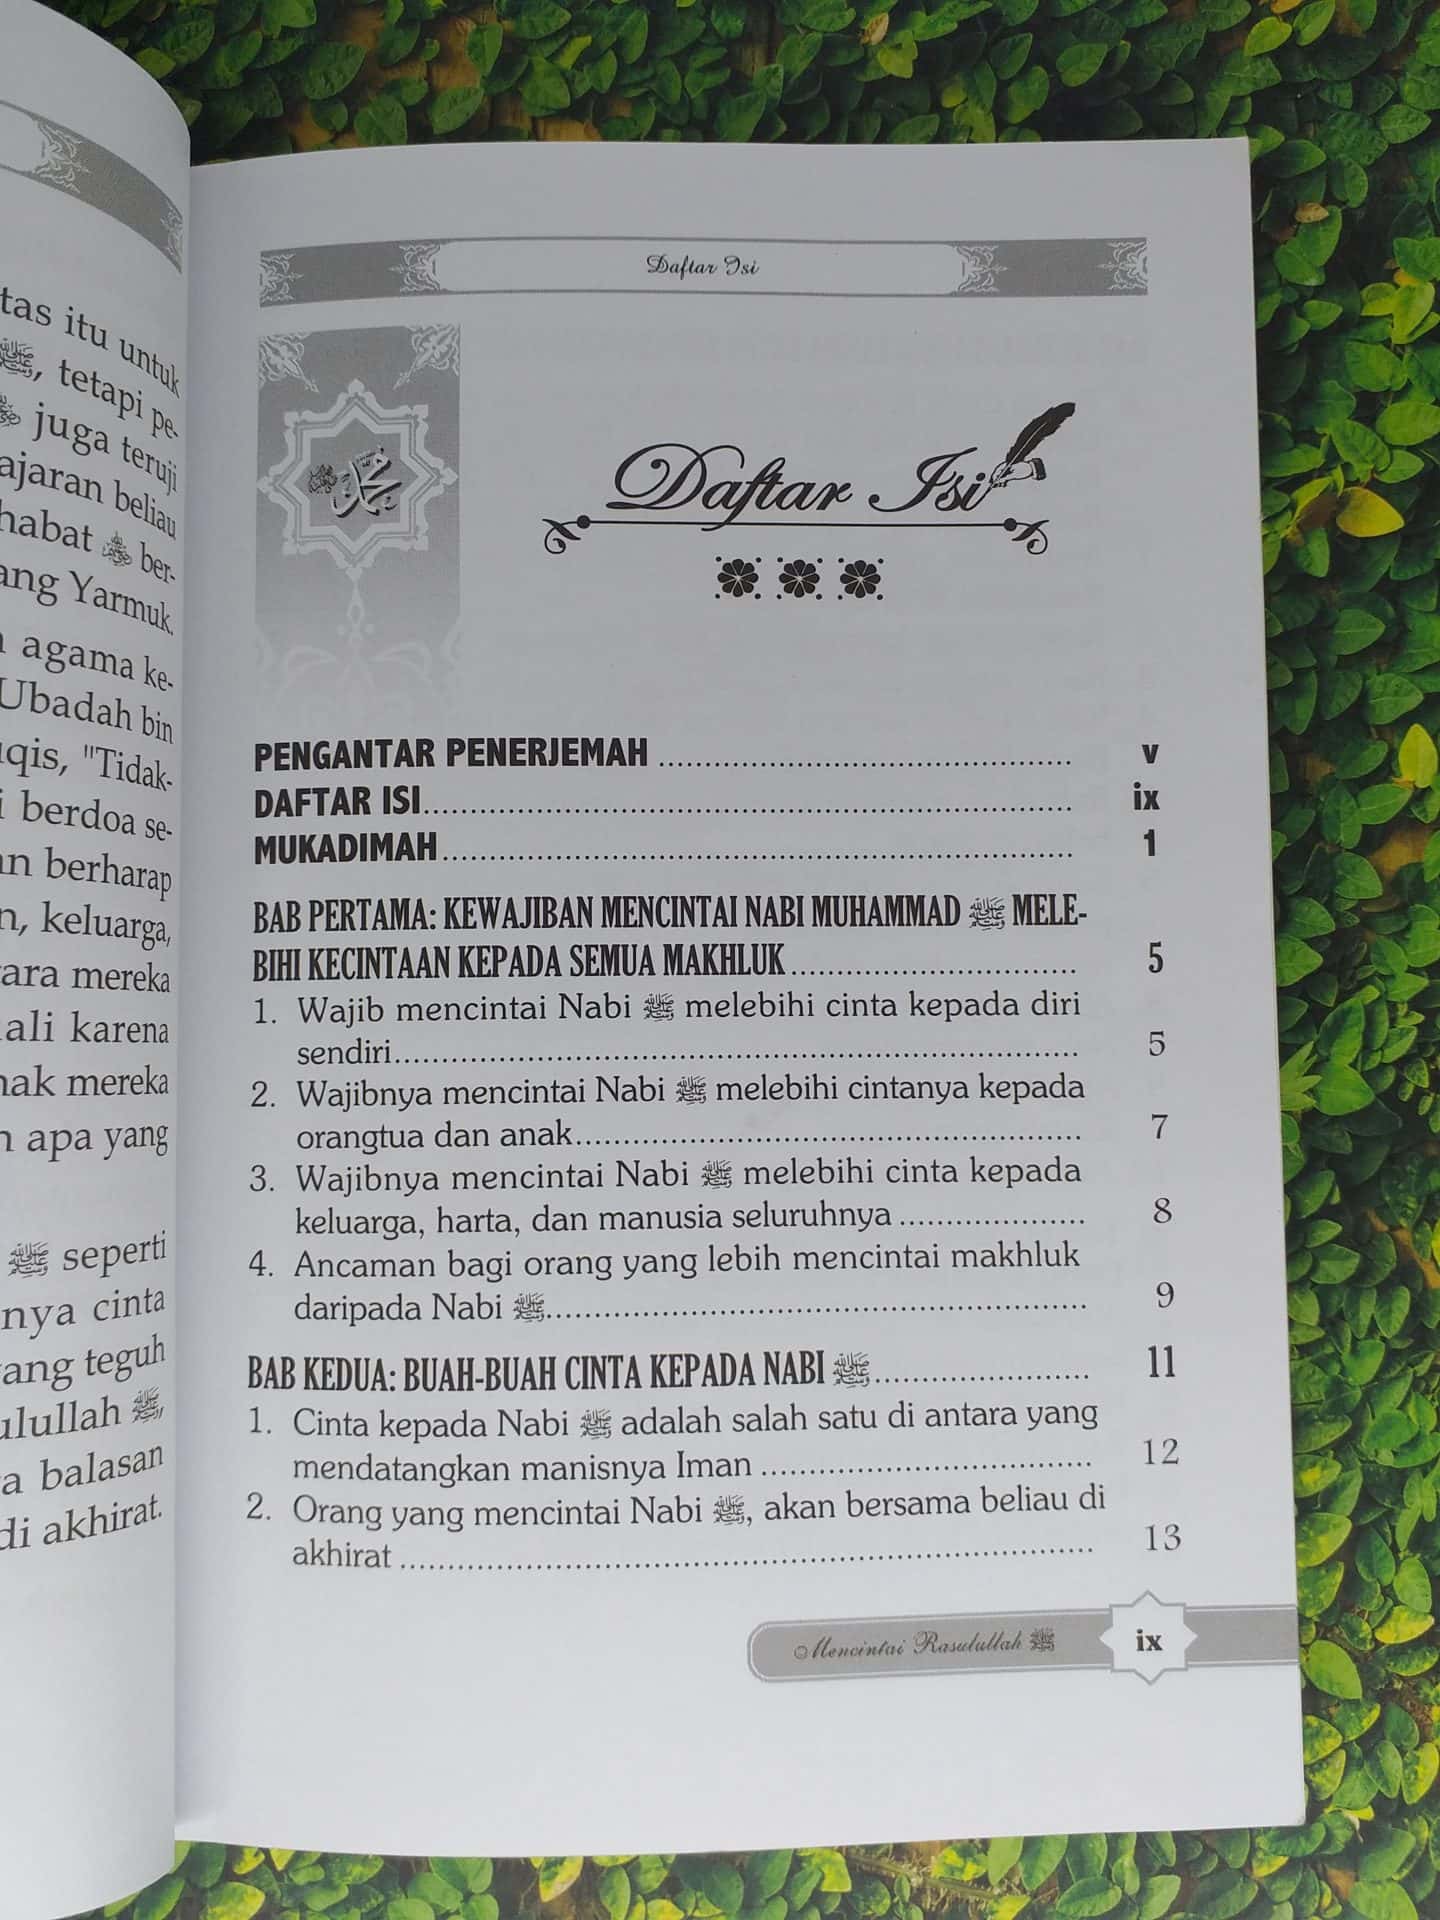 tas itu untuk
ﷺ, tetapi pe-
juga teruji
ajaran beliau
habat ber-
ang Yarmuk.
agama ke-
Ubadah bin
uqis, "Tidak-
i berdoa se-
an berharap
n, keluarga,
ara mereka
ali karena
nak mereka
n apa yang
ﷺ seperti
nya cinta
ang teguh
ulullah ﷺ,
a balasan
di akhirat.
Daftar Isi
محمد ﷺ
Daftar Isi
PENGANTAR PENERJEMAH ........................................... v
DAFTAR ISI.................................................................... ix
MUKADIMAH.................................................................. 1
BAB PERTAMA: KEWAJIBAN MENCINTAI NABI MUHAMMAD ﷺ MELE-
BIHI KECINTAAN KEPADA SEMUA MAKHLUK.............................. 5
1. Wajib mencintai Nabi ﷺ melebihi cinta kepada diri
sendiri........................................................................ 5
2. Wajibnya mencintai Nabi ﷺ melebihi cintanya kepada
orangtua dan anak..................................................... 7
3. Wajibnya mencintai Nabi ﷺ melebihi cinta kepada
keluarga, harta, dan manusia seluruhnya.................... 8
4. Ancaman bagi orang yang lebih mencintai makhluk
daripada Nabi ﷺ......................................................... 9
BAB KEDUA: BUAH-BUAH CINTA KEPADA NABI ﷺ....................... 11
1. Cinta kepada Nabi ﷺ adalah salah satu di antara yang
mendatangkan manisnya Iman ................................... 12
2. Orang yang mencintai Nabi ﷺ, akan bersama beliau di
akhirat ......................................................................... 13
Mencintai Rasulullah ﷺ ix